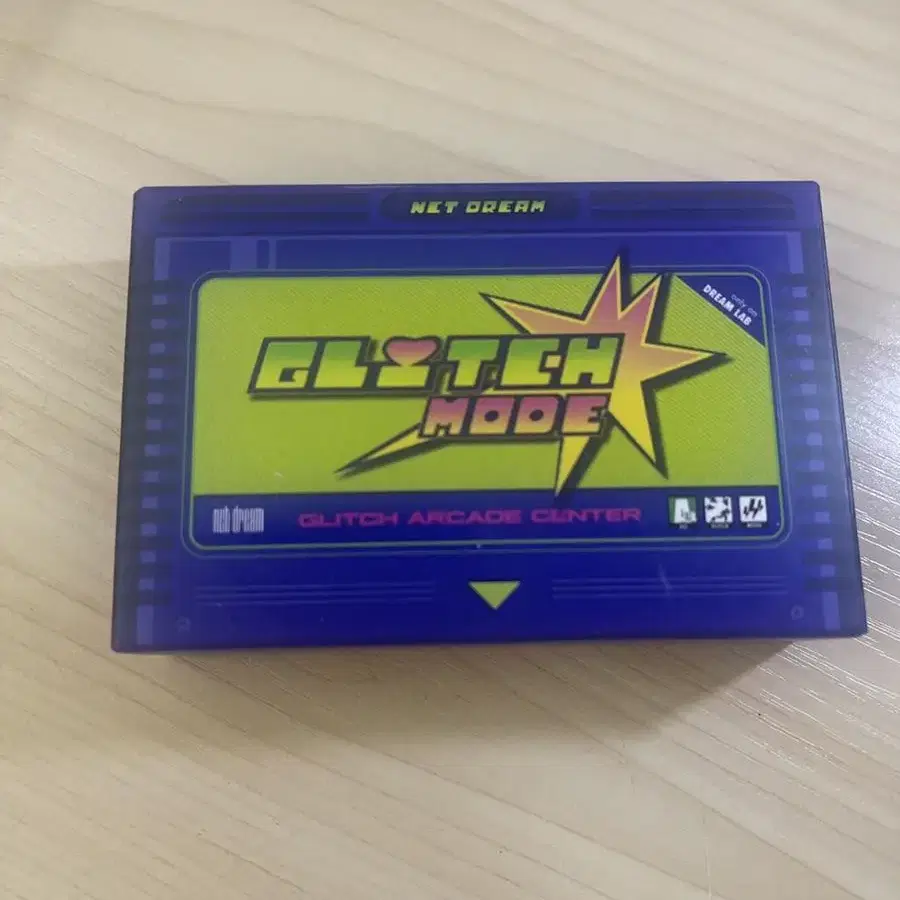 NET DREAM
only on
DREAM LAB
GLITCH
MODE
nct dream
GLITCH ARCADE CENTER